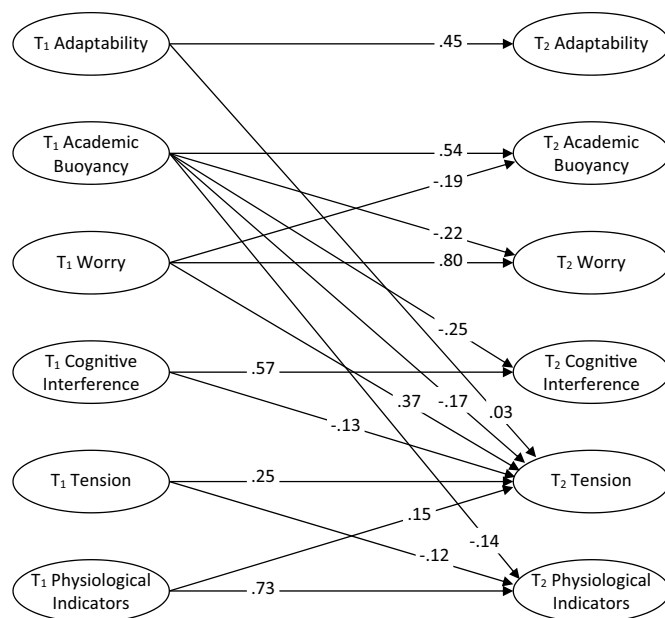 T₁ Adaptability
.45
T₂ Adaptability
T₁ Academic
Buoyancy
.54
T₂ Academic
Buoyancy
-.19
-.22
T₁ Worry
.80
T₂ Worry
-.25
T₁ Cognitive
Interference
.57
T₂ Cognitive
Interference
.37
-.17
.03
-.13
T₁ Tension
.25
T₂ Tension
.15
-.12
-.14
T₁ Physiological
Indicators
.73
T₂ Physiological
Indicators